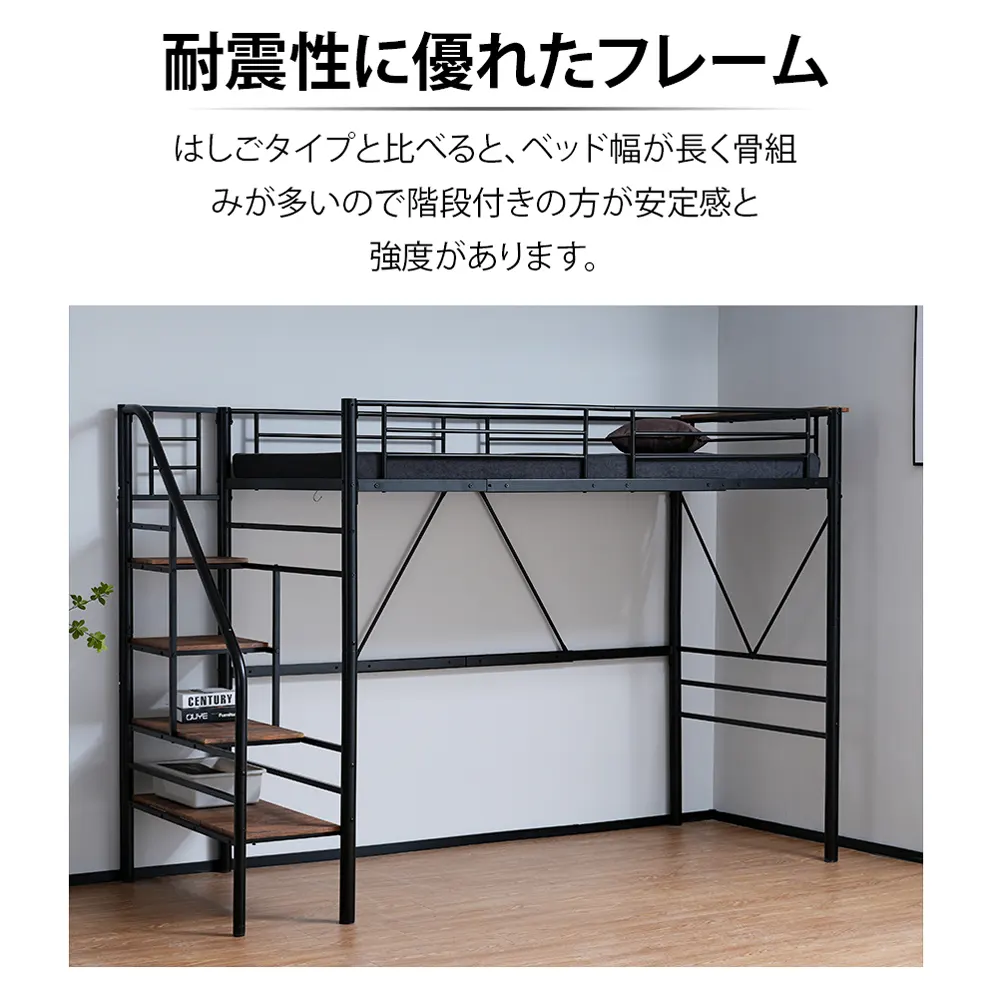 耐震性に優れたフレーム
はしごタイプと比べると、ベッド幅が長く骨組
みが多いので階段付きの方が安定感と
強度があります。
CENTURY
OUYE Furniture